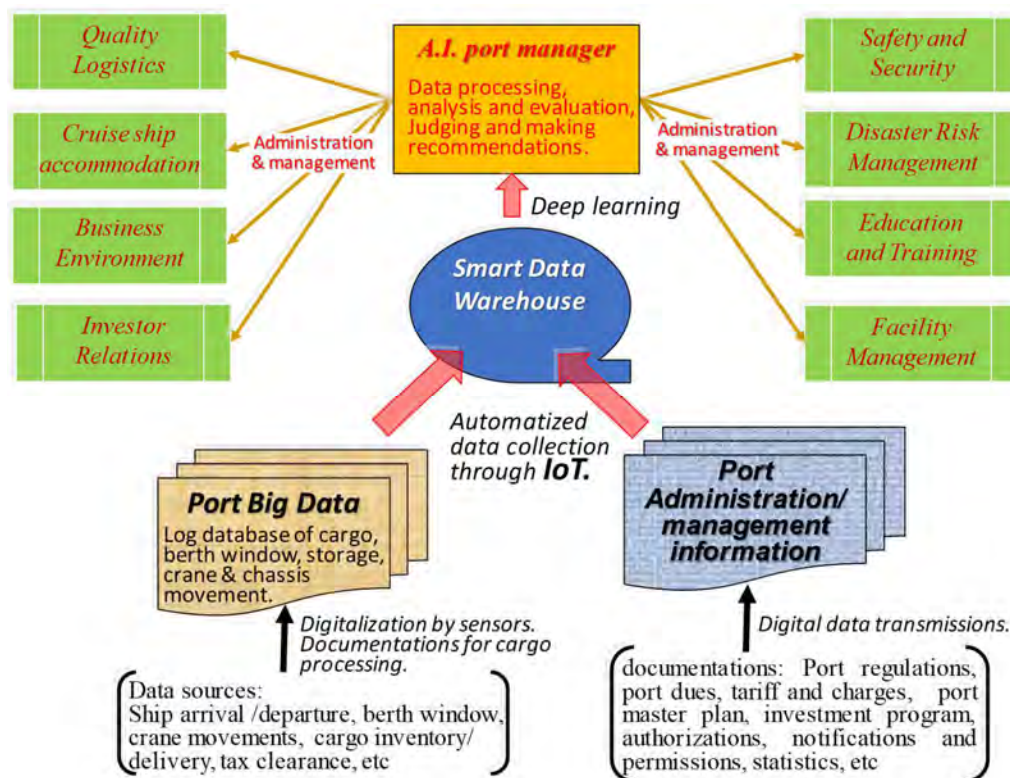 Quality
Logistics
Cruise ship
accommodation
Business
Environment
Investor
Relations
Administration
& management
A.I. port manager
Data processing,
analysis and evaluation,
Judging and making
recommendations.
Administration
& management
Safety and
Security
Disaster Risk
Management
Education
and Training
Facility
Management
Deep learning
Smart Data
Warehouse
Automatized
data collection
through IoT.
Port Big Data
Log database of cargo,
berth window, storage,
crane & chassis
movement.
Port
Administration/
management
information
Digitalization by sensors.
Documentations for cargo
processing.
Digital data transmissions.
Data sources:
Ship arrival /departure, berth window,
crane movements, cargo inventory/
delivery, tax clearance, etc
documentations: Port regulations,
port dues, tariff and charges, port
master plan, investment program,
authorizations, notifications and
permissions, statistics, etc